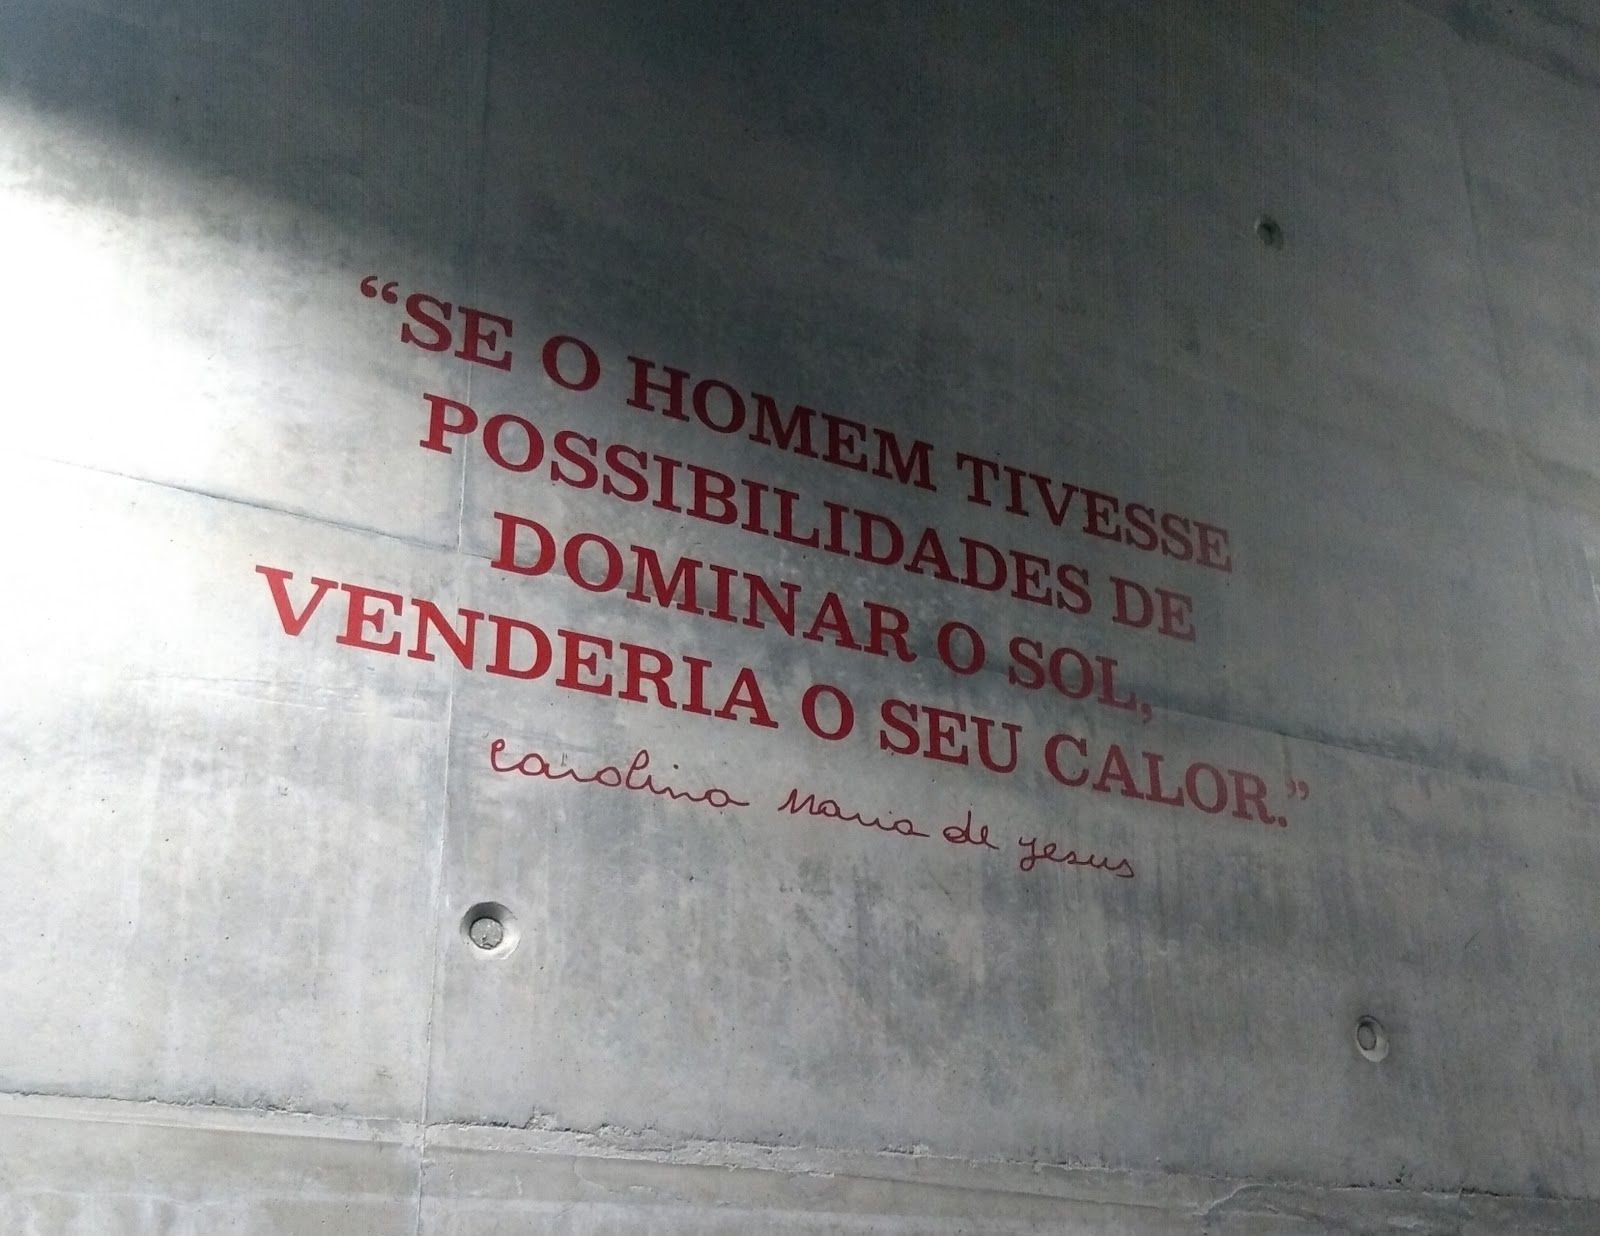 “SE O HOMEM TIVESSE
POSSIBILIDADES DE
DOMINAR O SOL,
VENDERIA O SEU CALOR.”
Carolina Maria de Jesus